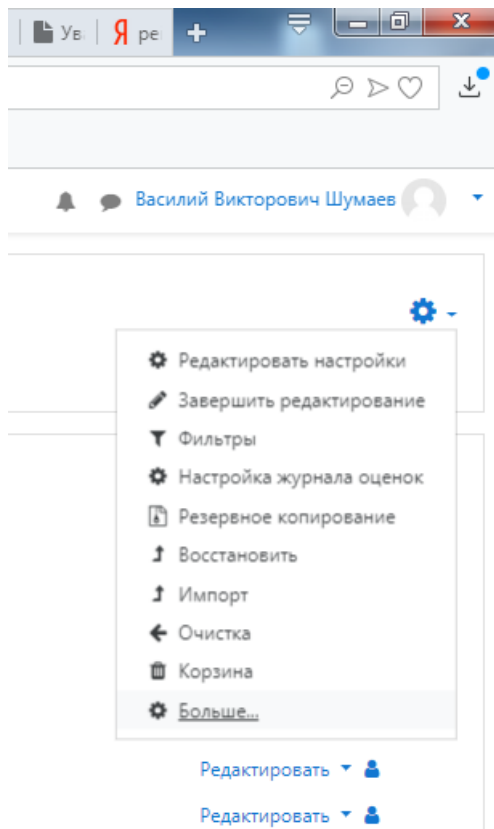 Ув
Я ре
Василий Викторович Шумаев
Редактировать настройки
Завершить редактирование
Фильтры
Настройка журнала оценок
Резервное копирование
Восстановить
Импорт
Очистка
Корзина
Больше...
Редактировать
Редактировать